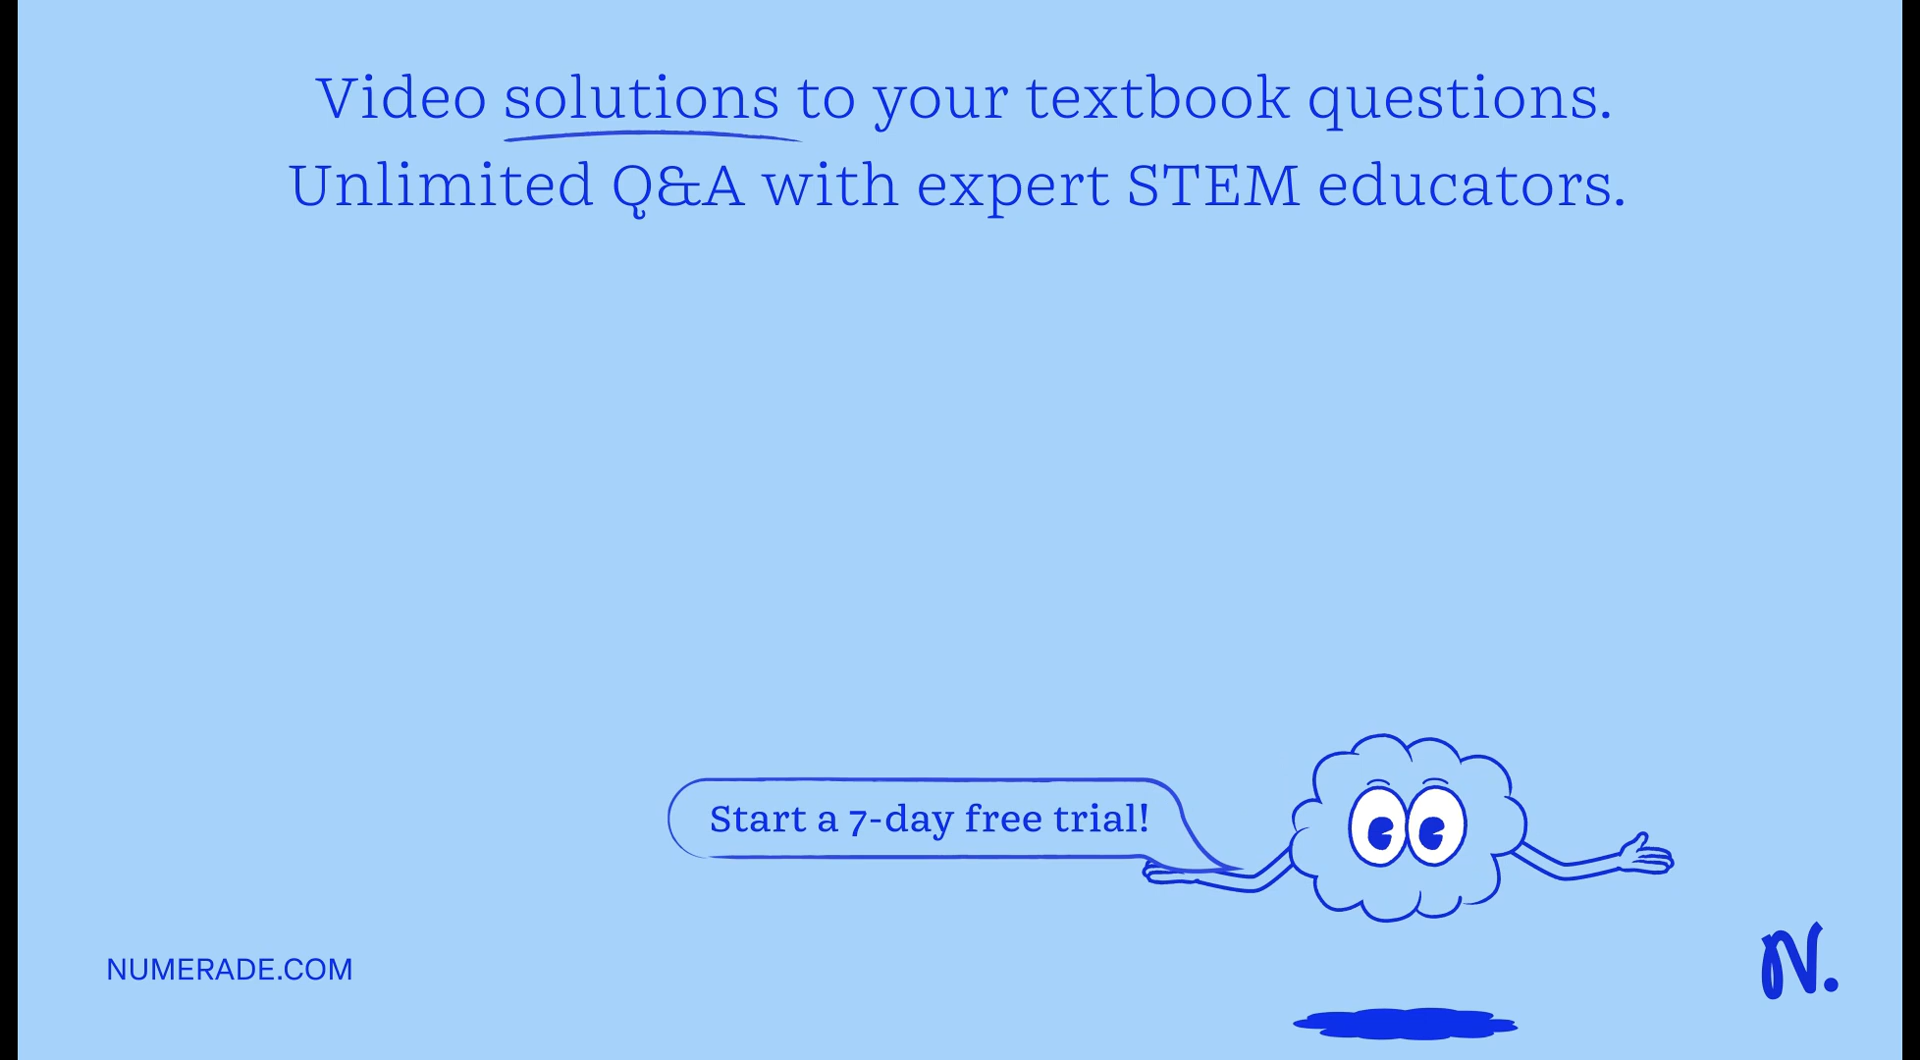 Video solutions to your textbook questions.
Unlimited Q&A with expert STEM educators.
Start a 7-day free trial!
NUMERADE.COM
N.